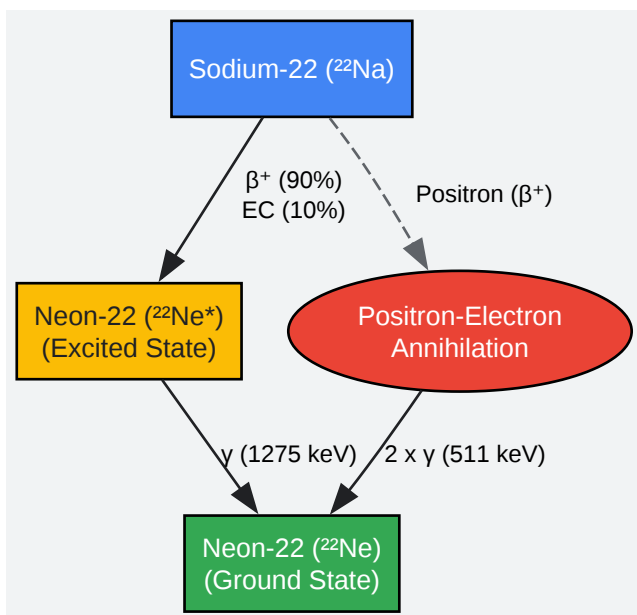 Sodium-22 (²²Na)
β⁺ (90%)
EC (10%)
Positron (β⁺)
Neon-22 (²²Ne*)
(Excited State)
Positron-Electron
Annihilation
γ (1275 keV)
2 x γ (511 keV)
Neon-22 (²²Ne)
(Ground State)